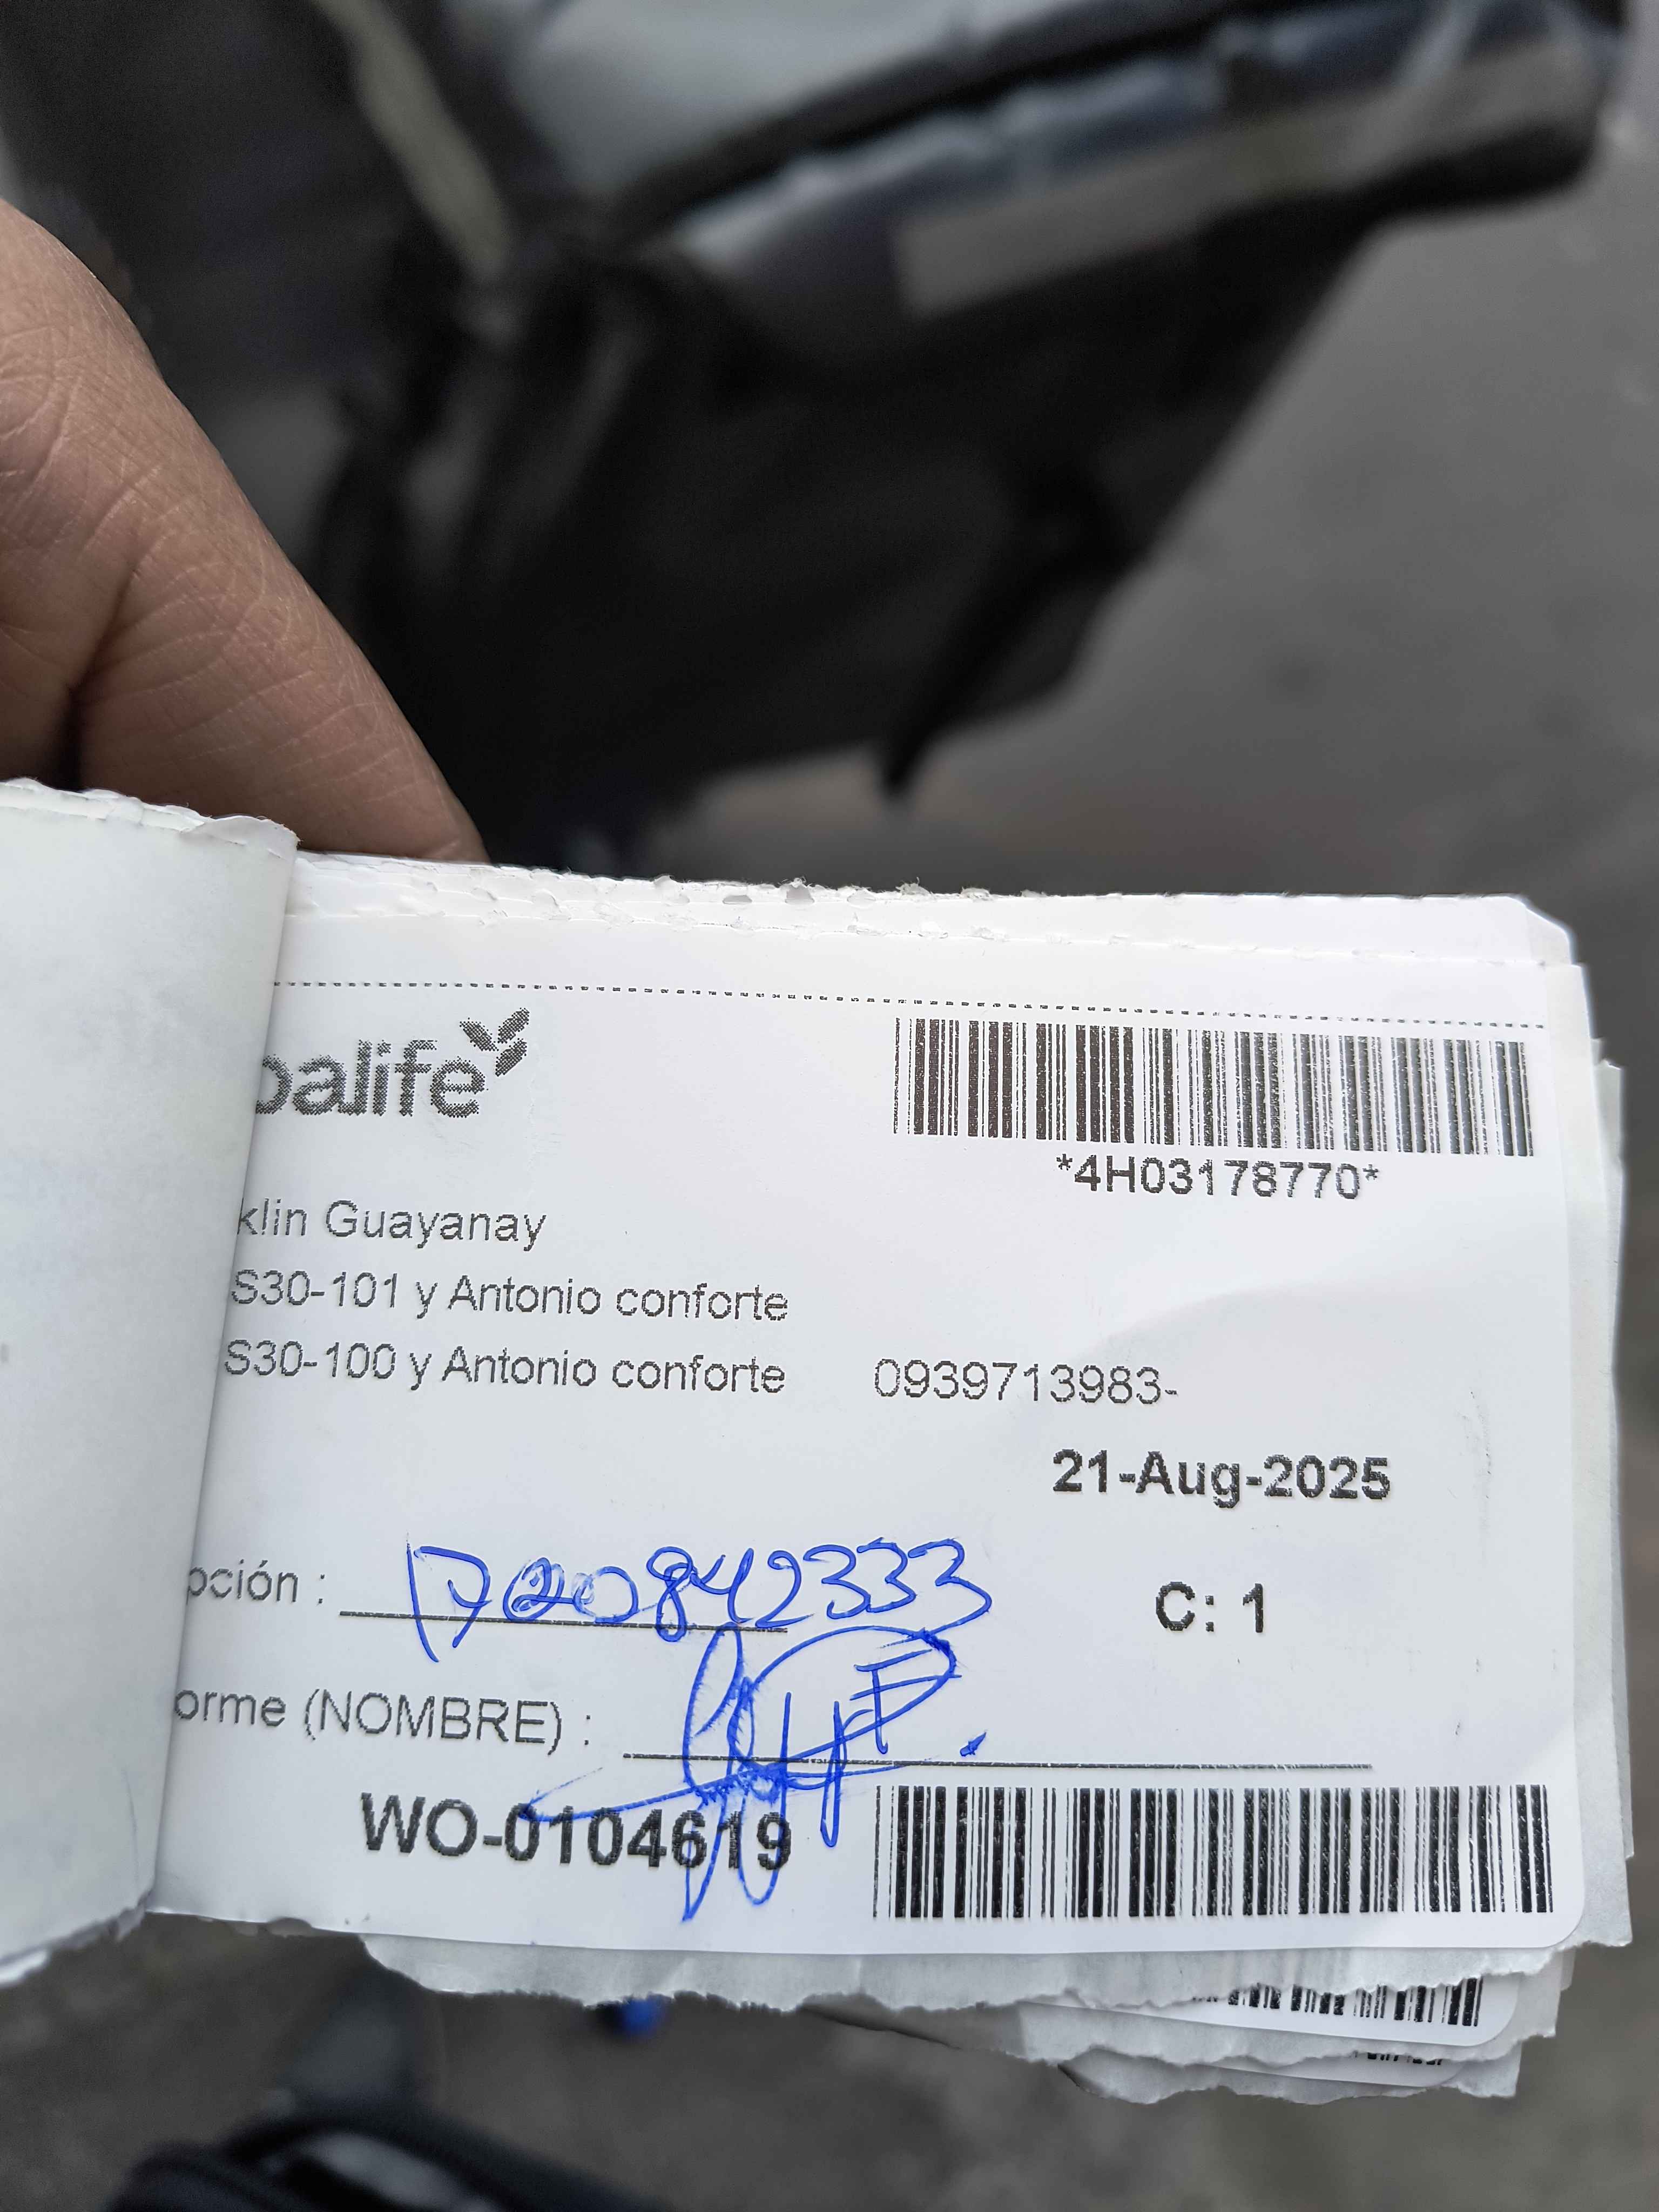 balife
*4H03178770*
klin Guayanay
S30-101 y Antonio conforte
S30-100 y Antonio conforte 0939713983-
21-Aug-2025
pción : 1720842333
C: 1
orme (NOMBRE) :
WO-0104619